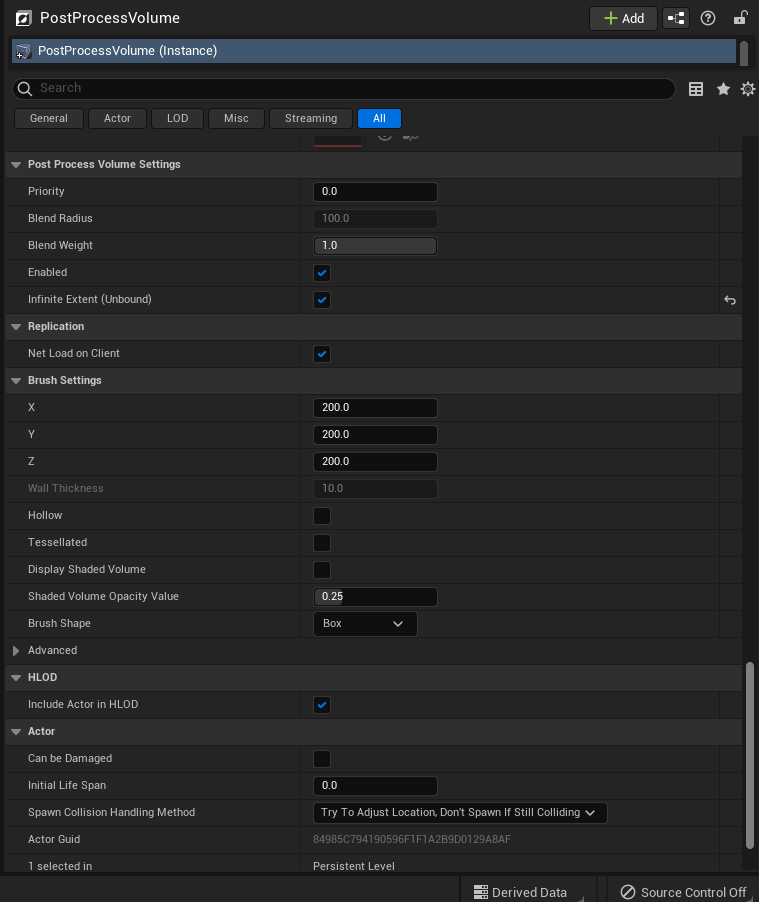 PostProcessVolume
+ Add
PostProcessVolume (Instance)
Search
General Actor LOD Misc Streaming All
Post Process Volume Settings
Priority 0.0
Blend Radius 100.0
Blend Weight 1.0
Enabled
Infinite Extent (Unbound)
Replication
Net Load on Client
Brush Settings
X 200.0
Y 200.0
Z 200.0
Wall Thickness 10.0
Hollow
Tessellated
Display Shaded Volume
Shaded Volume Opacity Value 0.25
Brush Shape Box
Advanced
HLOD
Include Actor in HLOD
Actor
Can be Damaged
Initial Life Span 0.0
Spawn Collision Handling Method Try To Adjust Location, Don't Spawn If Still Colliding
Actor Guid 84985C794190596F1F1A2B9D0129A8AF
1 selected in Persistent Level
Derived Data Source Control Off